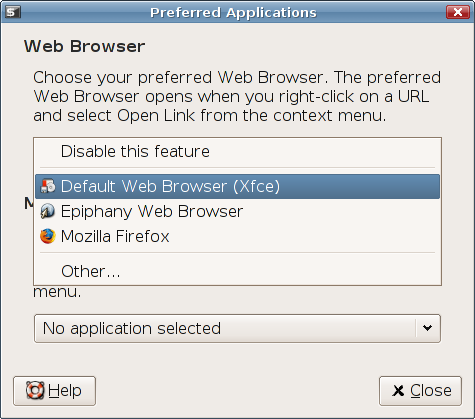 Preferred Applications
Web Browser
Choose your preferred Web Browser. The preferred
Web Browser opens when you right-click on a URL
and select Open Link from the context menu.
Disable this feature
Default Web Browser (Xfce)
Epiphany Web Browser
Mozilla Firefox
Other...
menu.
No application selected
Help
Close